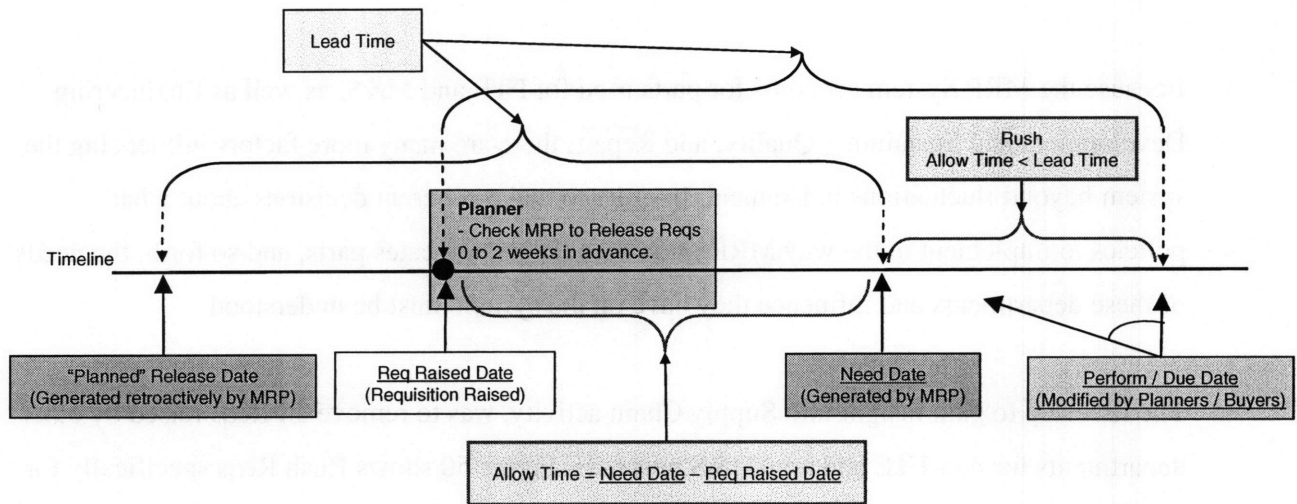 Lead Time
Rush
Allow Time < Lead Time
Planner
- Check MRP to Release Reqs
0 to 2 weeks in advance.
Timeline
"Planned" Release Date
(Generated retroactively by MRP)
Req Raised Date
(Requisition Raised)
Need Date
(Generated by MRP)
Perform / Due Date
(Modified by Planners / Buyers)
Allow Time = Need Date – Req Raised Date